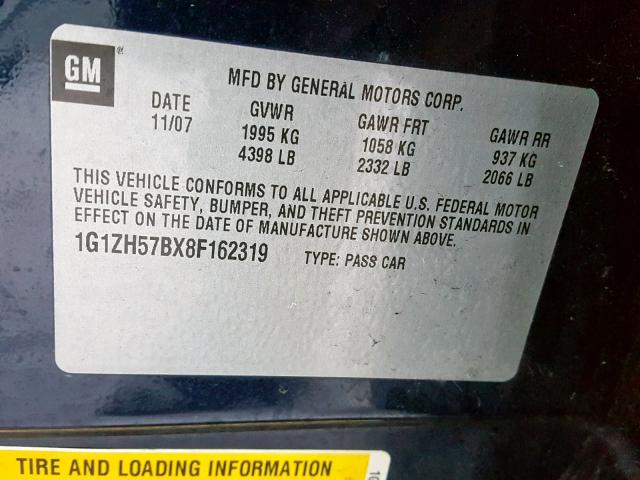 GM
MFD BY GENERAL MOTORS CORP.
DATE GVWR GAWR FRT GAWR RR
11/07 1995 KG 1058 KG 937 KG
4398 LB 2332 LB 2066 LB
THIS VEHICLE CONFORMS TO ALL APPLICABLE U.S. FEDERAL MOTOR
VEHICLE SAFETY, BUMPER, AND THEFT PREVENTION STANDARDS IN
EFFECT ON THE DATE OF MANUFACTURE SHOWN ABOVE.
1G1ZH57BX8F162319 TYPE: PASS CAR
TIRE AND LOADING INFORMATION